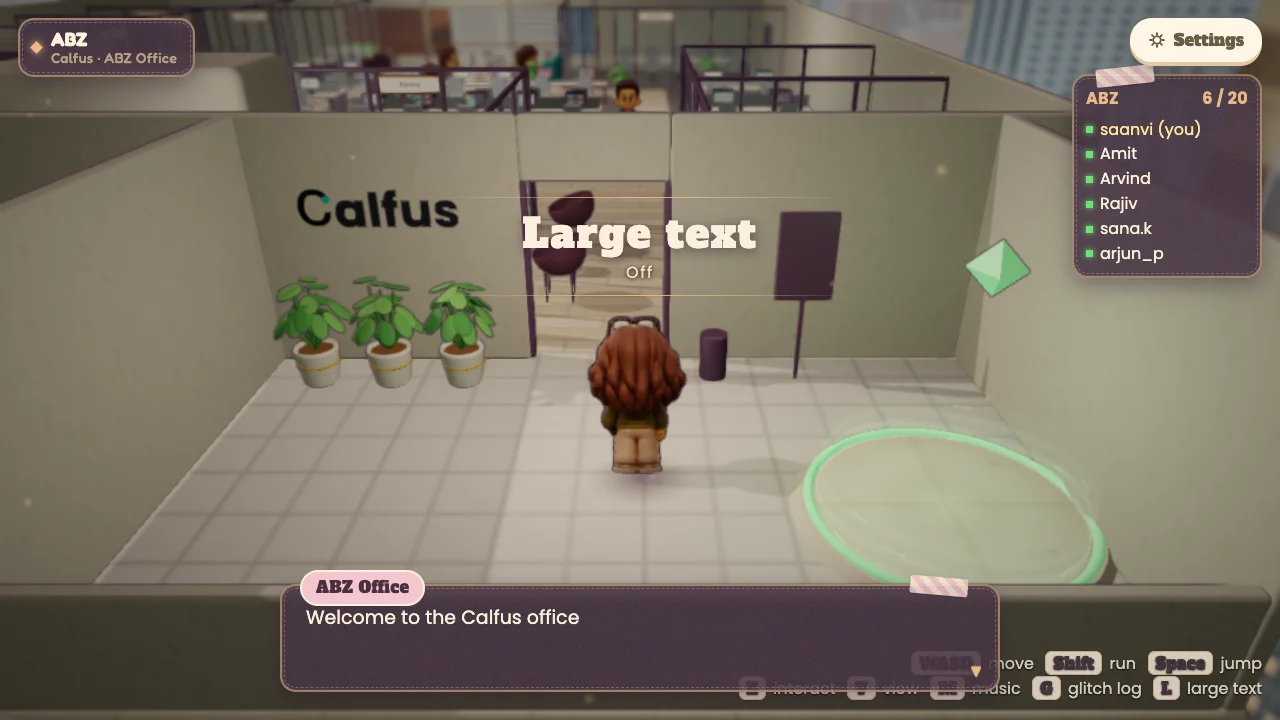 ABZ
Calfus · ABZ Office
Settings
ABZ 6 / 20
saanvi (you)
Amit
Arvind
Rajiv
sana.k
arjun_p
Calfus
Large text
Off
ABZ Office
Welcome to the Calfus office
WASD move Shift run Space jump
interact view music G glitch log L large text